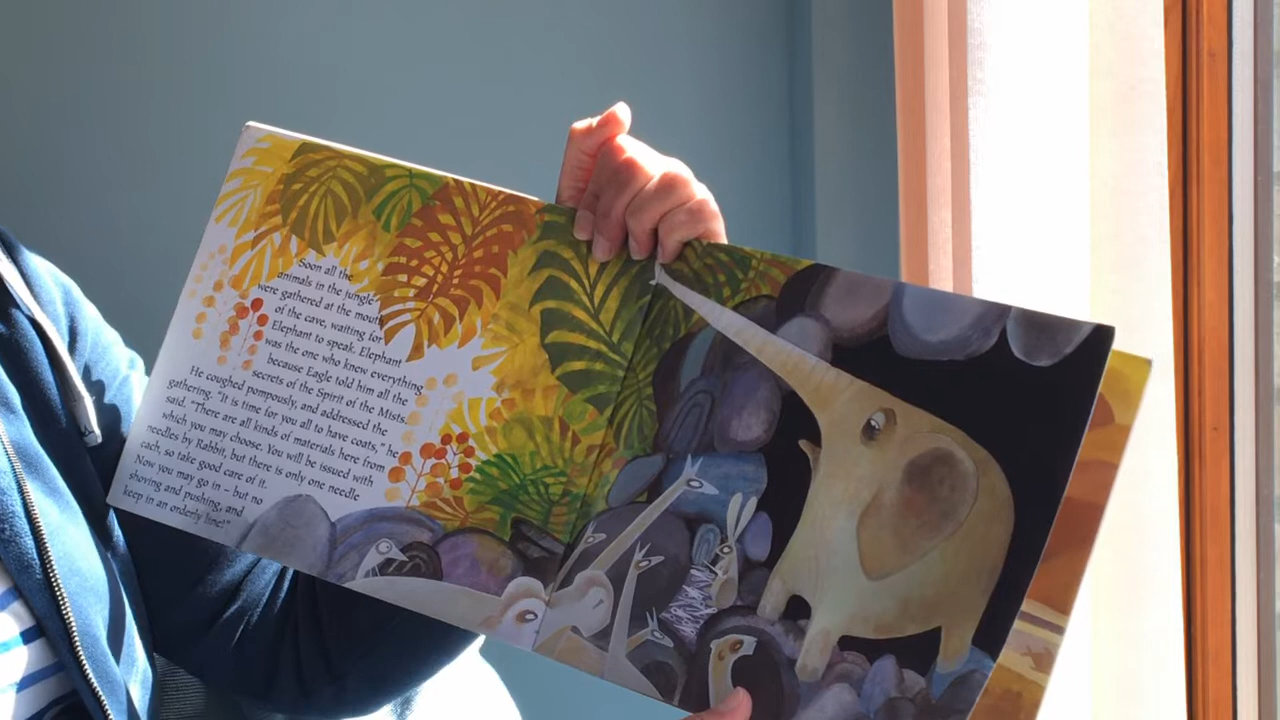 Soon all the
animals in the jungle
were gathered at the mouth
of the cave, waiting for
Elephant to speak. Elephant
was the one who knew everything
because Eagle told him all the
secrets of the Spirit of the Mists.
He coughed pompously, and addressed the
gathering. "It is time for you all to have coats," he
said. "There are all kinds of materials here from
which you may choose. You will be issued with
needles by Rabbit, but there is only one needle
each, so take good care of it.
Now you may go in – but no
shoving and pushing, and
keep in an orderly line!"